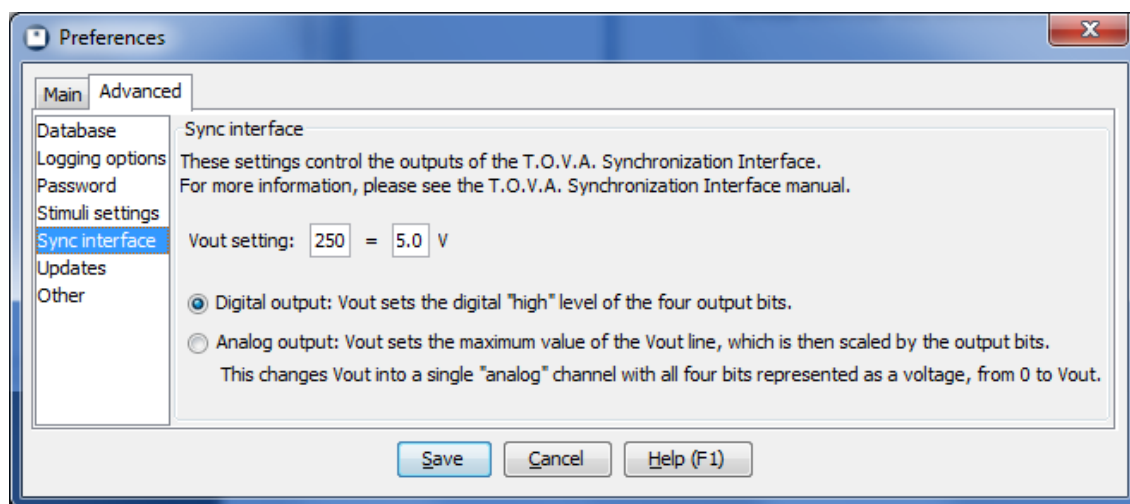 Preferences
Main Advanced
Database
Logging options
Password
Stimuli settings
Sync interface
Updates
Other
Sync interface
These settings control the outputs of the T.O.V.A. Synchronization Interface.
For more information, please see the T.O.V.A. Synchronization Interface manual.
Vout setting: 250 = 5.0 V
Digital output: Vout sets the digital "high" level of the four output bits.
Analog output: Vout sets the maximum value of the Vout line, which is then scaled by the output bits.
This changes Vout into a single "analog" channel with all four bits represented as a voltage, from 0 to Vout.
Save Cancel Help (F1)